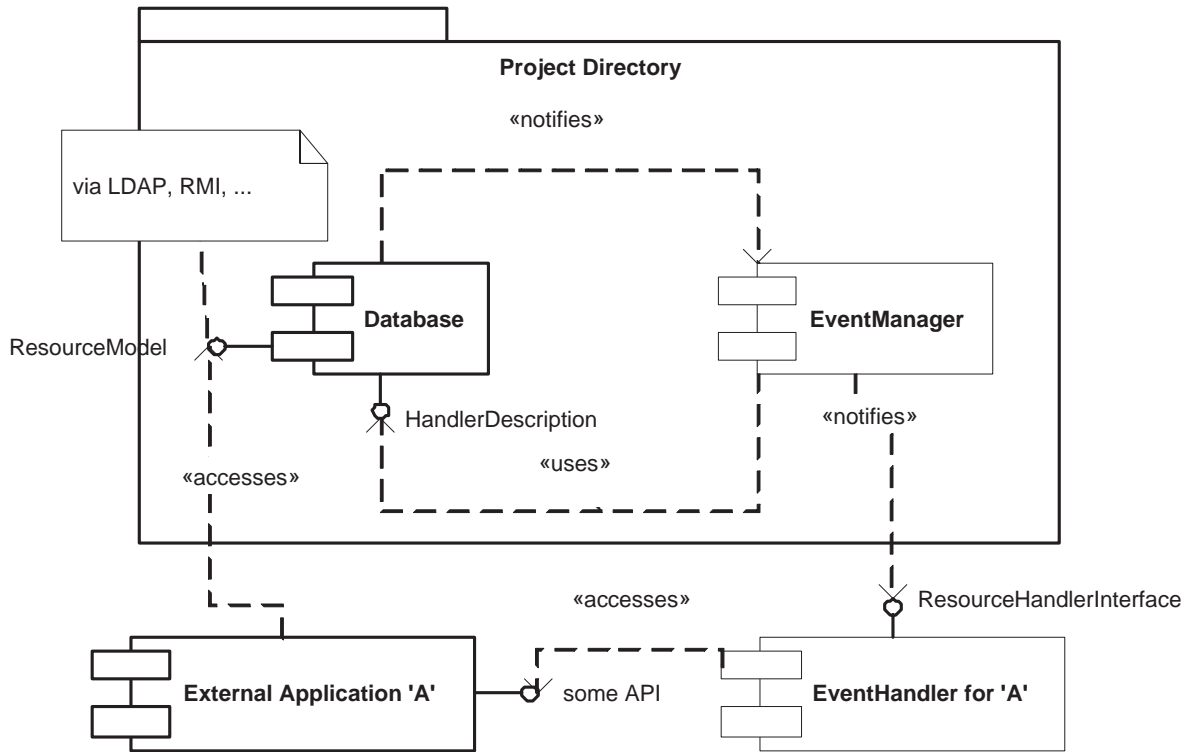 Project Directory
«notifies»
via LDAP, RMI, ...
Database
EventManager
ResourceModel
HandlerDescription
«notifies»
«uses»
«accesses»
«accesses»
ResourceHandlerInterface
External Application 'A'
some API
EventHandler for 'A'